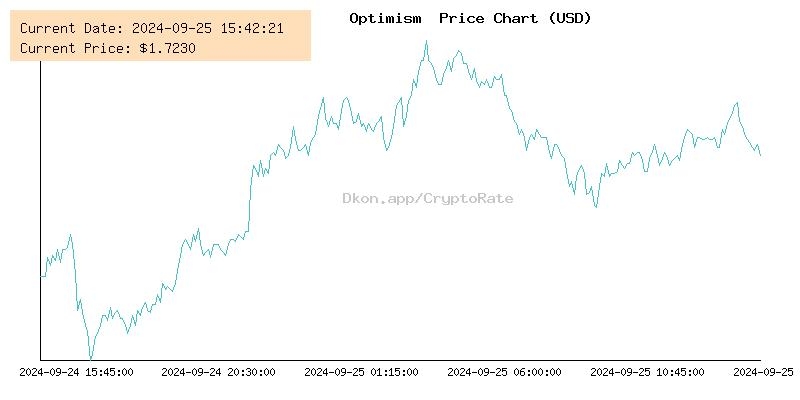 Optimism  Price Chart (USD)
Current Date: 2024-09-25 15:42:21
Current Price: $1.7230
Dkon.app/CryptoRate
2024-09-24 15:45:00 2024-09-24 20:30:00 2024-09-25 01:15:00 2024-09-25 06:00:00 2024-09-25 10:45:00 2024-09-25